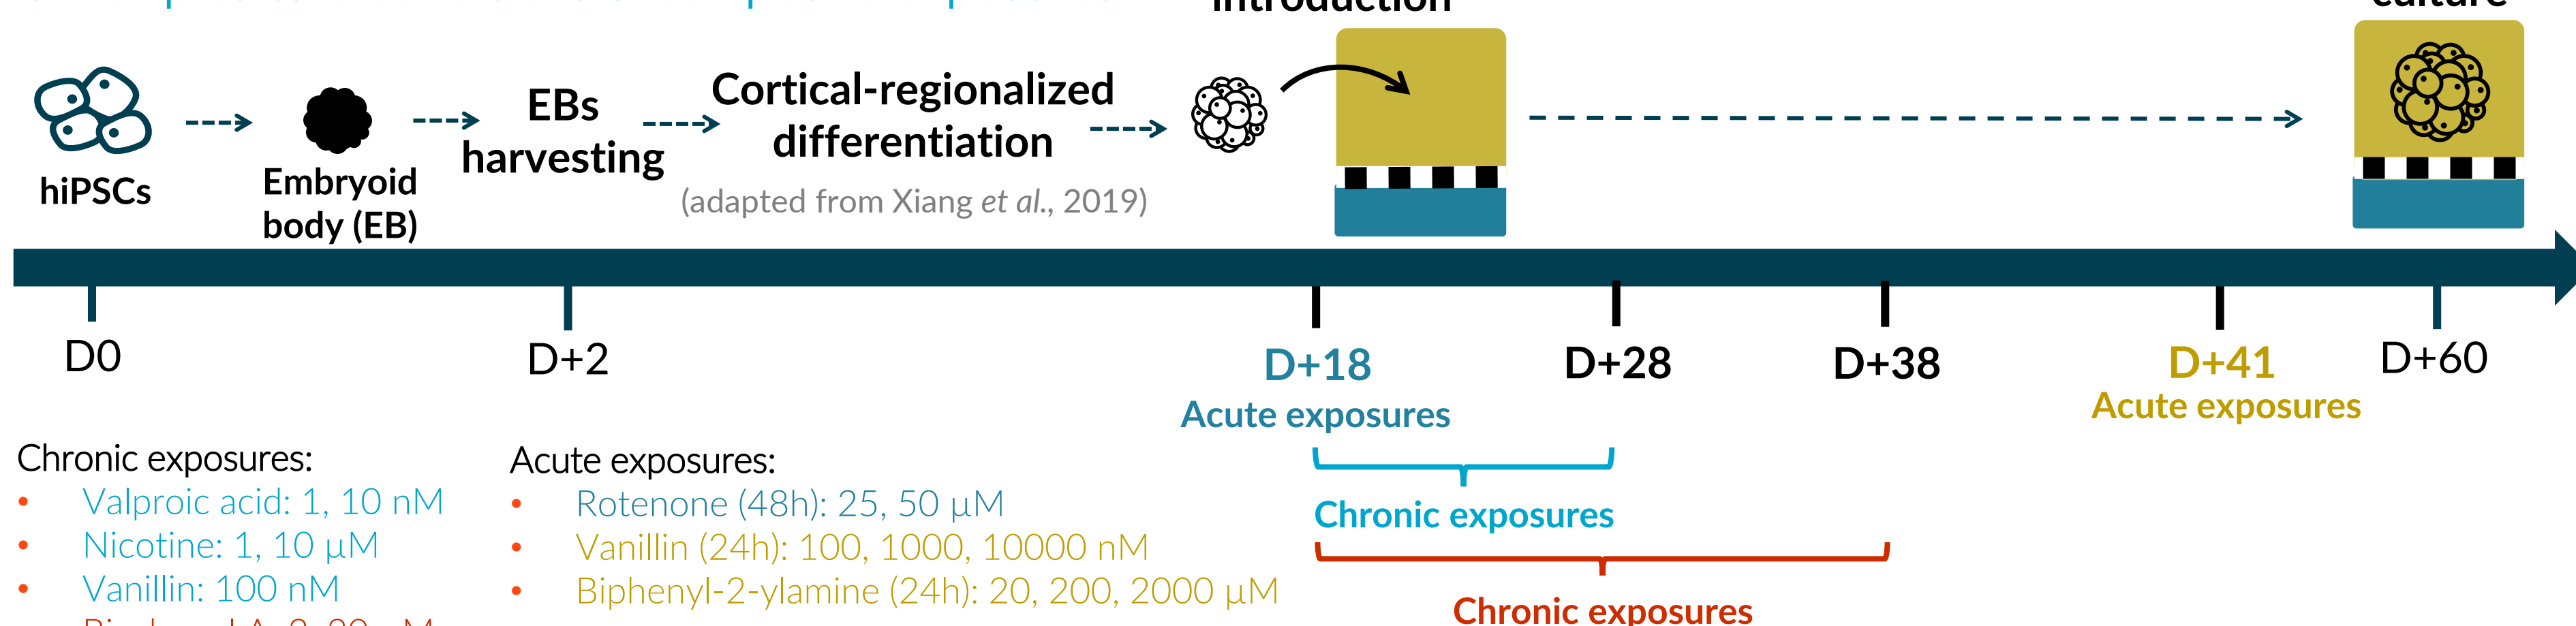 introduction
culture
hiPSCs
Embryoid
body (EB)
EBs
harvesting
Cortical-regionalized
differentiation
(adapted from Xiang et al., 2019)
D0
D+2
D+18
Acute exposures
D+28
D+38
D+41
Acute exposures
D+60
Chronic exposures
Chronic exposures
Chronic exposures:
• Valproic acid: 1, 10 nM
• Nicotine: 1, 10 µM
• Vanillin: 100 nM
Acute exposures:
• Rotenone (48h): 25, 50 µM
• Vanillin (24h): 100, 1000, 10000 nM
• Biphenyl-2-ylamine (24h): 20, 200, 2000 µM